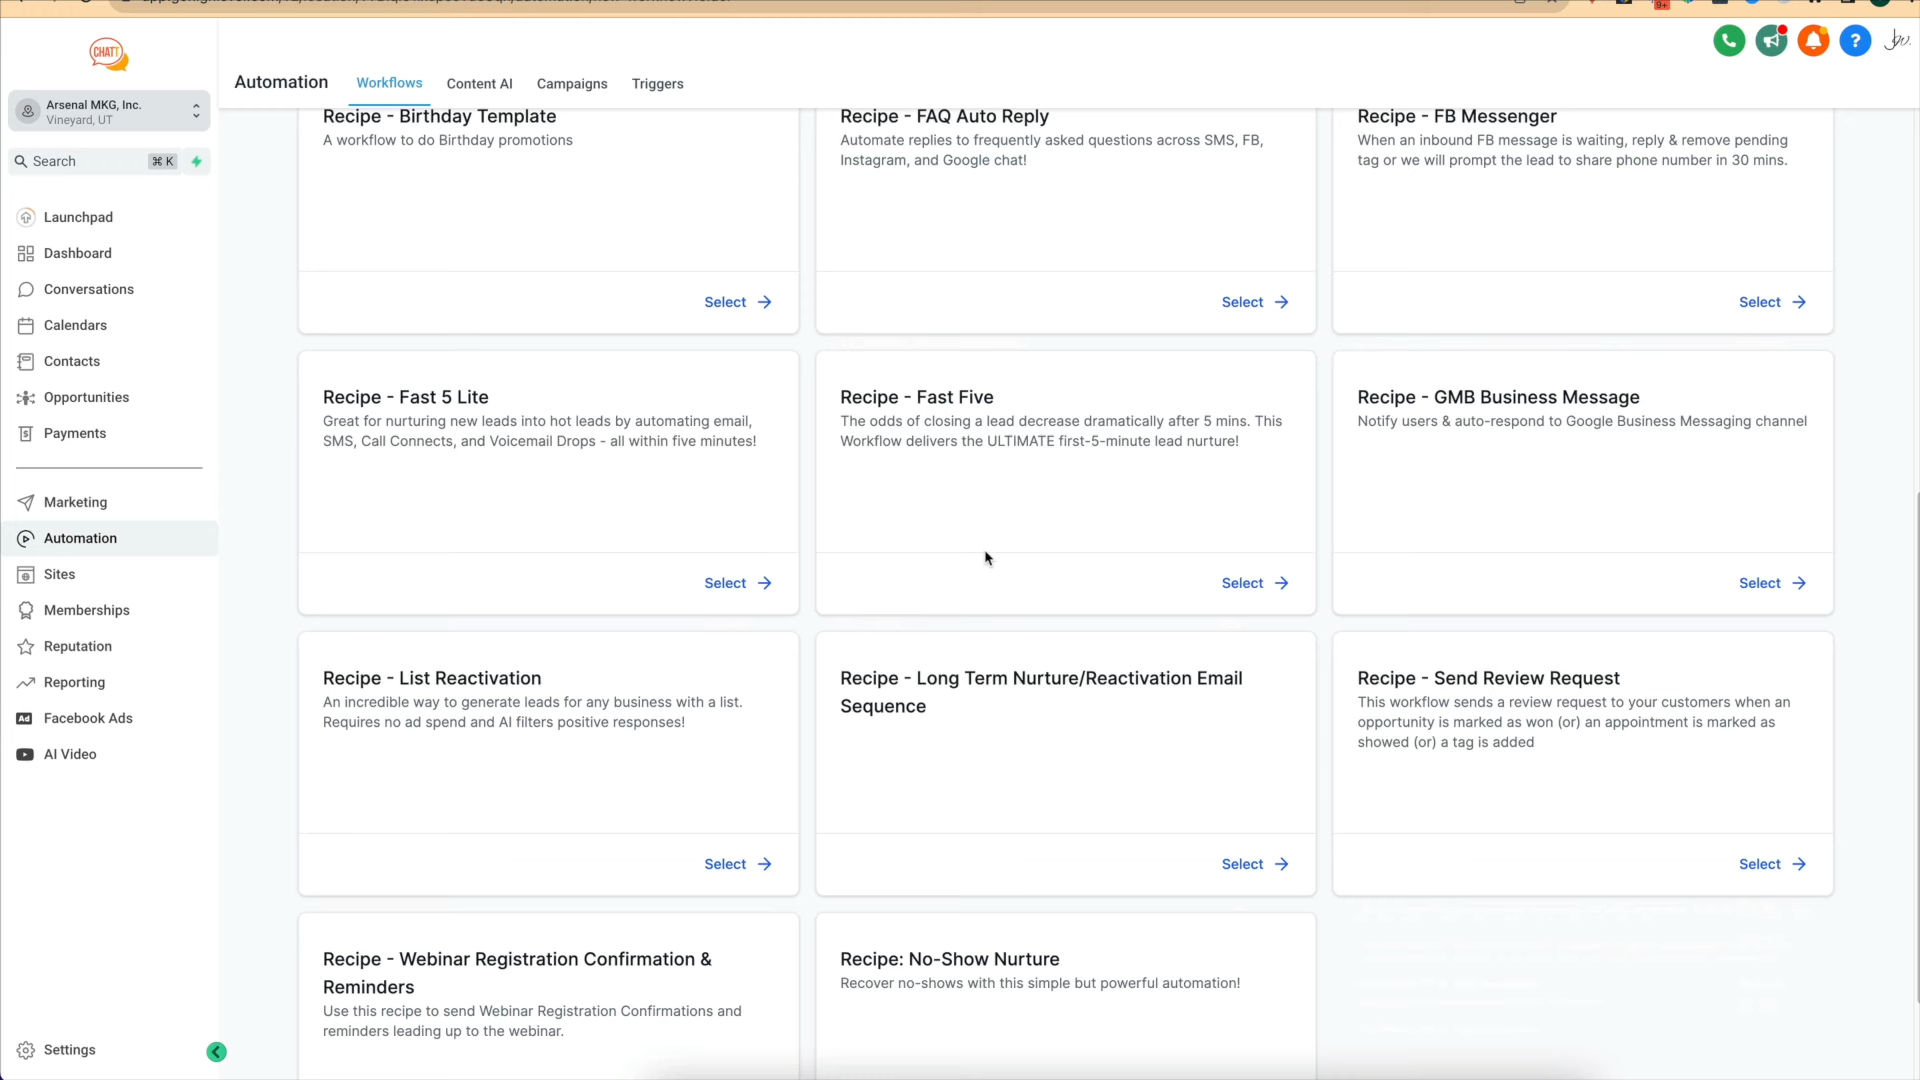 CHATT
Arsenal MKG, Inc.
Vineyard, UT
Search
⌘ K
Launchpad
Dashboard
Conversations
Calendars
Contacts
Opportunities
Payments
Marketing
Automation
Sites
Memberships
Reputation
Reporting
Ad Facebook Ads
AI Video
Settings
9+
?
Automation
Workflows
Content AI
Campaigns
Triggers
Recipe - Birthday Template
A workflow to do Birthday promotions
Select
Recipe - FAQ Auto Reply
Automate replies to frequently asked questions across SMS, FB,
Instagram, and Google chat!
Select
Recipe - FB Messenger
When an inbound FB message is waiting, reply & remove pending
tag or we will prompt the lead to share phone number in 30 mins.
Select
Recipe - Fast 5 Lite
Great for nurturing new leads into hot leads by automating email,
SMS, Call Connects, and Voicemail Drops - all within five minutes!
Select
Recipe - Fast Five
The odds of closing a lead decrease dramatically after 5 mins. This
Workflow delivers the ULTIMATE first-5-minute lead nurture!
Select
Recipe - GMB Business Message
Notify users & auto-respond to Google Business Messaging channel
Select
Recipe - List Reactivation
An incredible way to generate leads for any business with a list.
Requires no ad spend and AI filters positive responses!
Select
Recipe - Long Term Nurture/Reactivation Email
Sequence
Select
Recipe - Send Review Request
This workflow sends a review request to your customers when an
opportunity is marked as won (or) an appointment is marked as
showed (or) a tag is added
Select
Recipe - Webinar Registration Confirmation &
Reminders
Use this recipe to send Webinar Registration Confirmations and
reminders leading up to the webinar.
Recipe: No-Show Nurture
Recover no-shows with this simple but powerful automation!